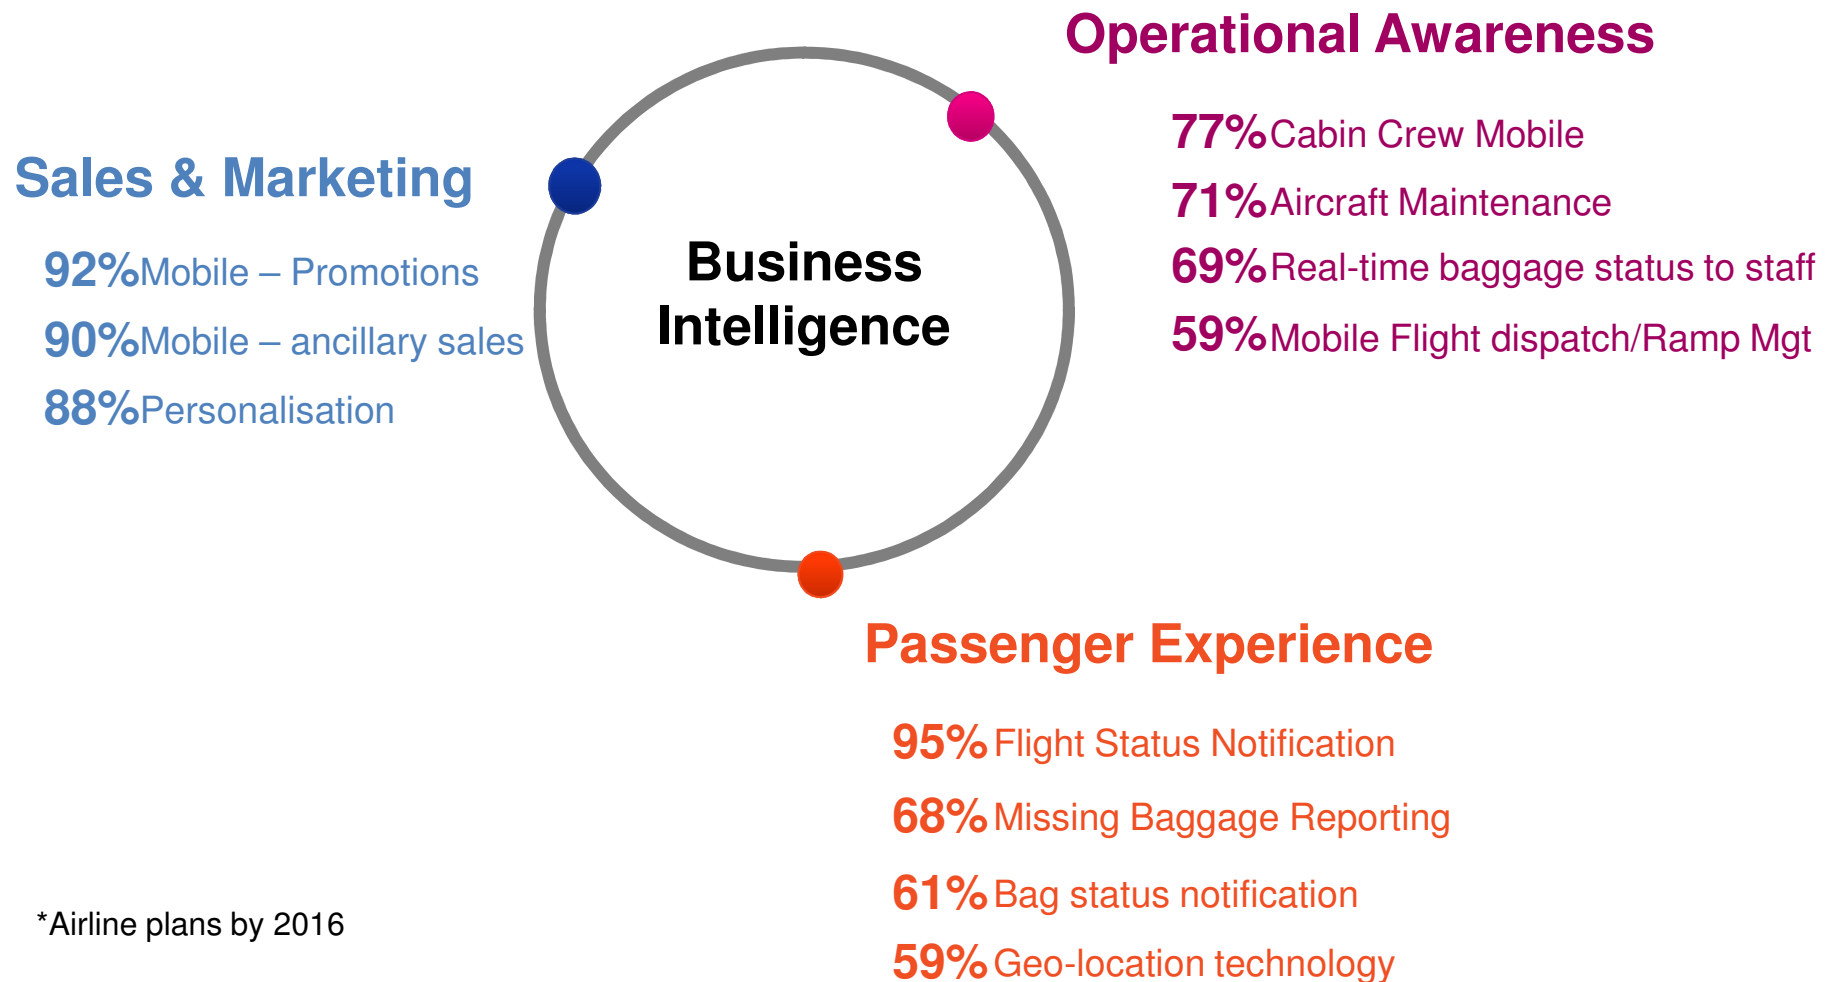 Operational Awareness
77% Cabin Crew Mobile
71% Aircraft Maintenance
69% Real-time baggage status to staff
59% Mobile Flight dispatch/Ramp Mgt
Sales & Marketing
92% Mobile – Promotions
90% Mobile – ancillary sales
88% Personalisation
Business
Intelligence
Passenger Experience
95% Flight Status Notification
68% Missing Baggage Reporting
61% Bag status notification
59% Geo-location technology
*Airline plans by 2016